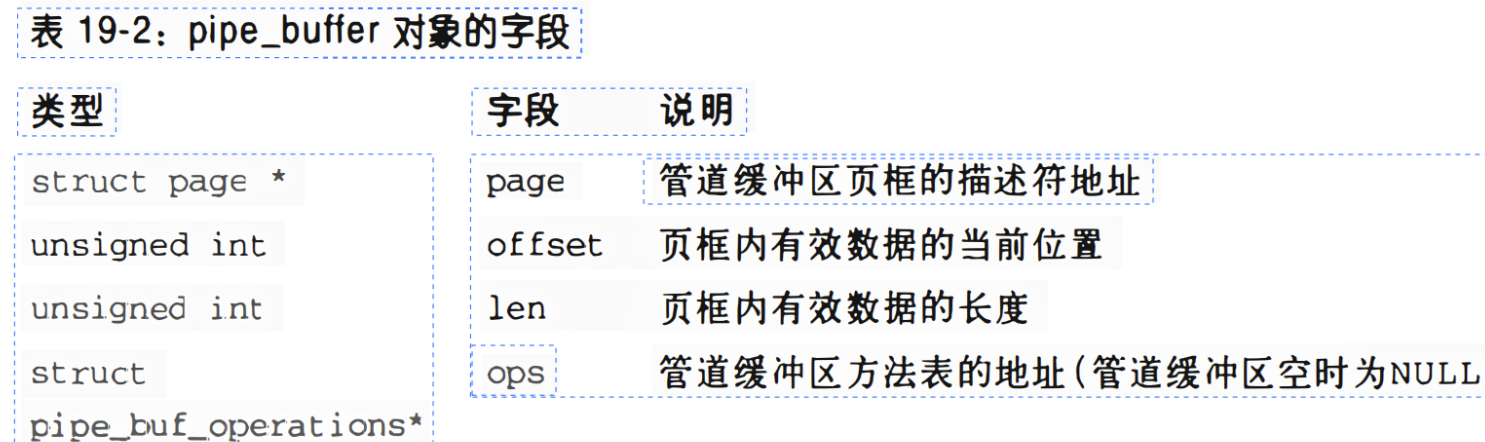 表 19-2：pipe_buffer 对象的字段
类型 字段 说明
struct page * page 管道缓冲区页框的描述符地址
unsigned int offset 页框内有效数据的当前位置
unsigned int len 页框内有效数据的长度
struct ops 管道缓冲区方法表的地址(管道缓冲区空时为NULL
pipe_buf_operations*